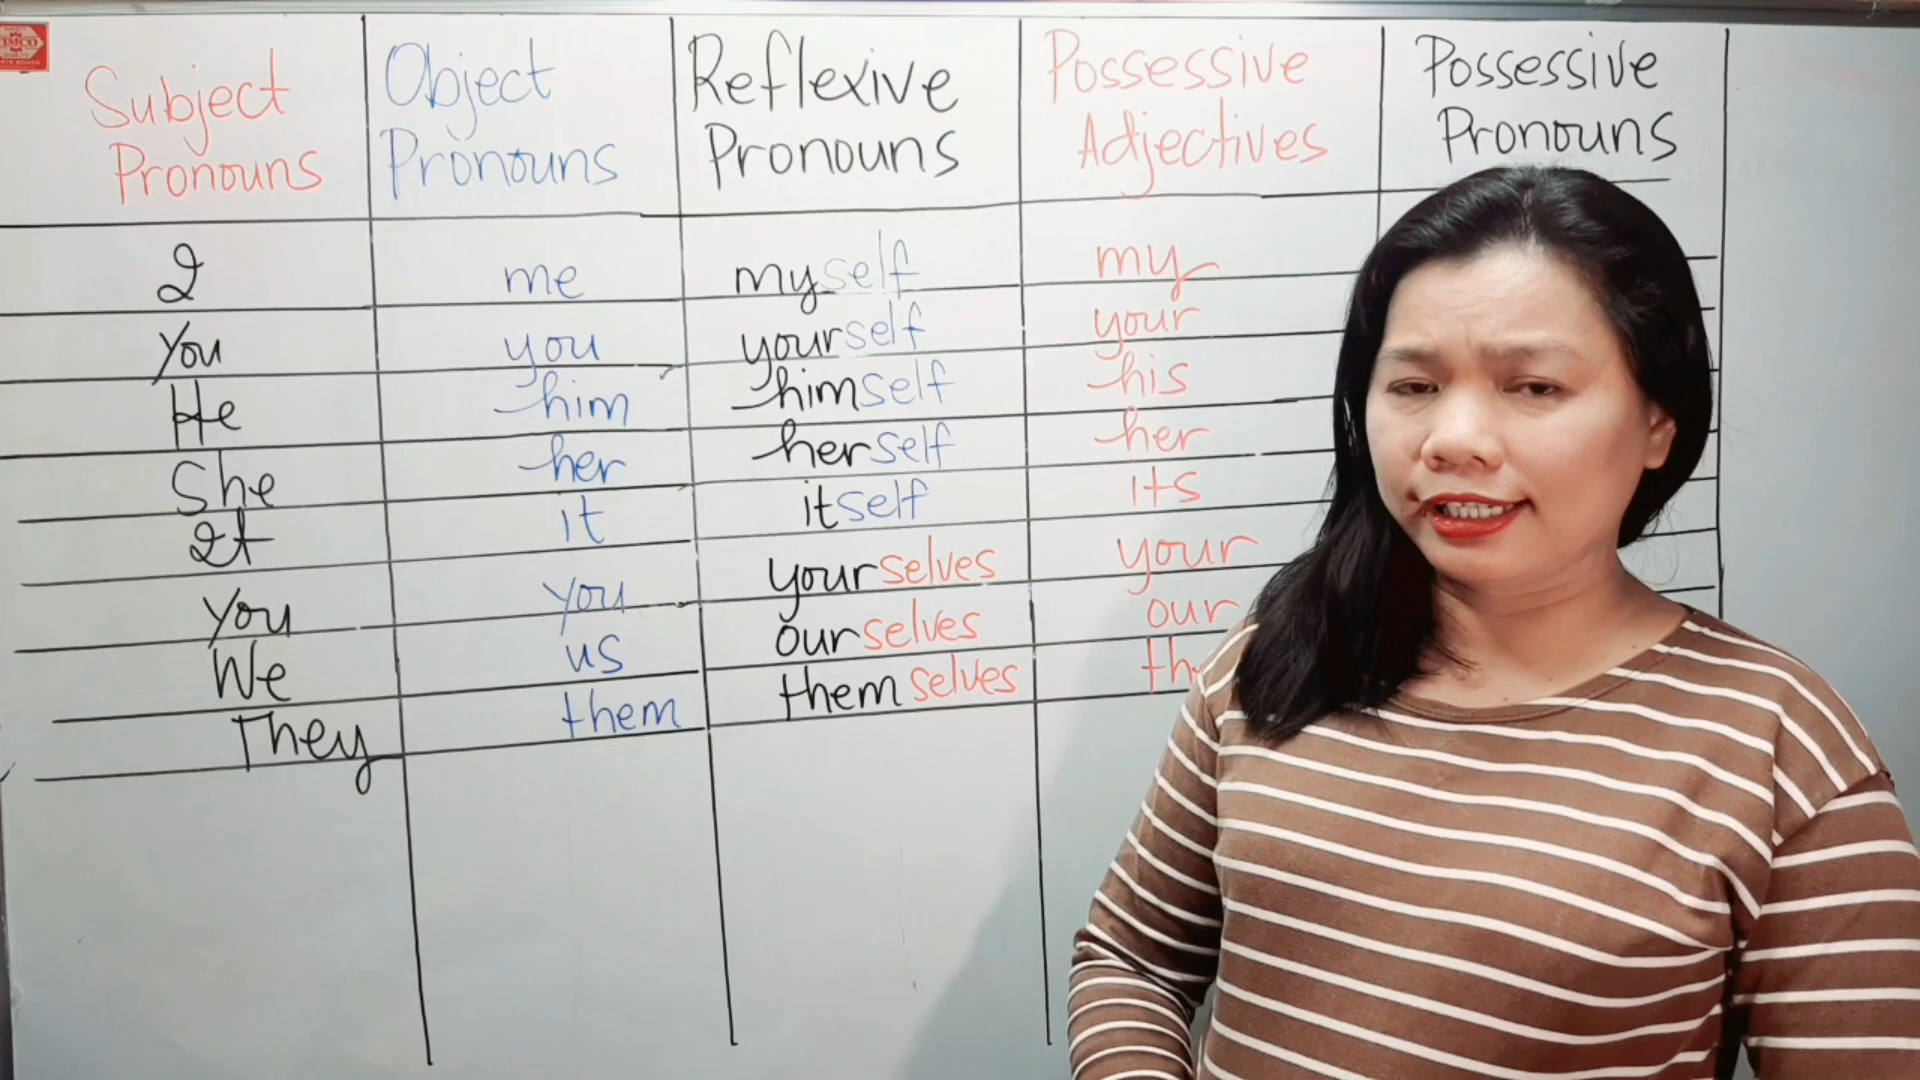 Subject Pronouns
Object Pronouns
Reflexive Pronouns
Possessive Adjectives
Possessive Pronouns
I me myself my
You you yourself your
He him himself his
She her herself her
It it itself its
You you yourselves your
We us ourselves our
They them themselves